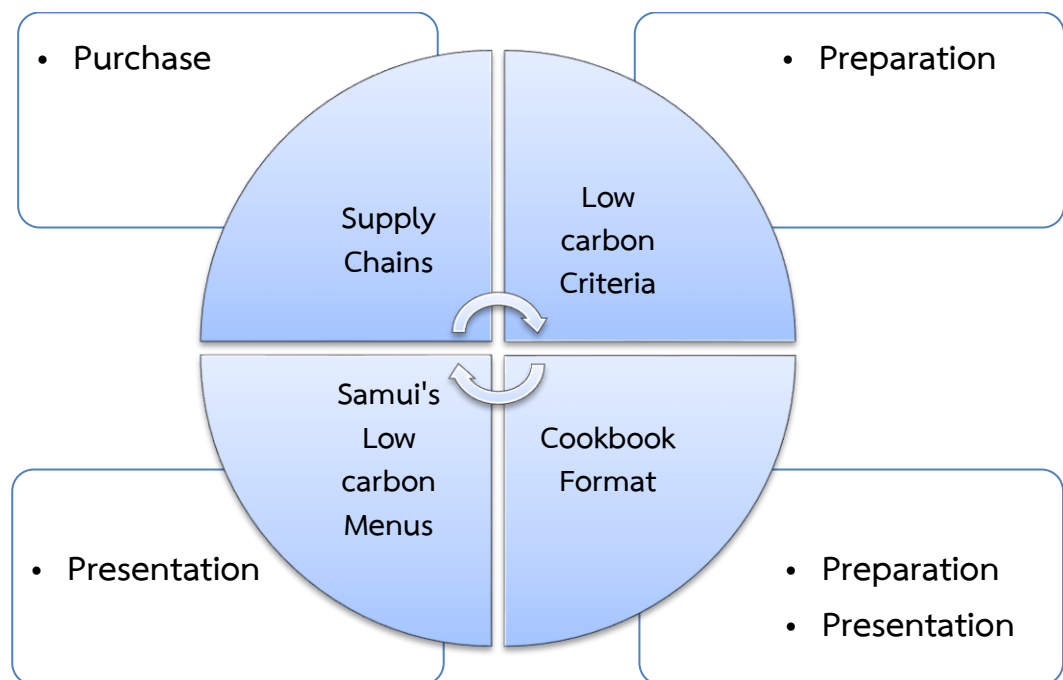 • Purchase
• Preparation
Supply
Chains
Low
carbon
Criteria
Samui's
Low
carbon
Menus
Cookbook
Format
• Presentation
• Preparation
• Presentation